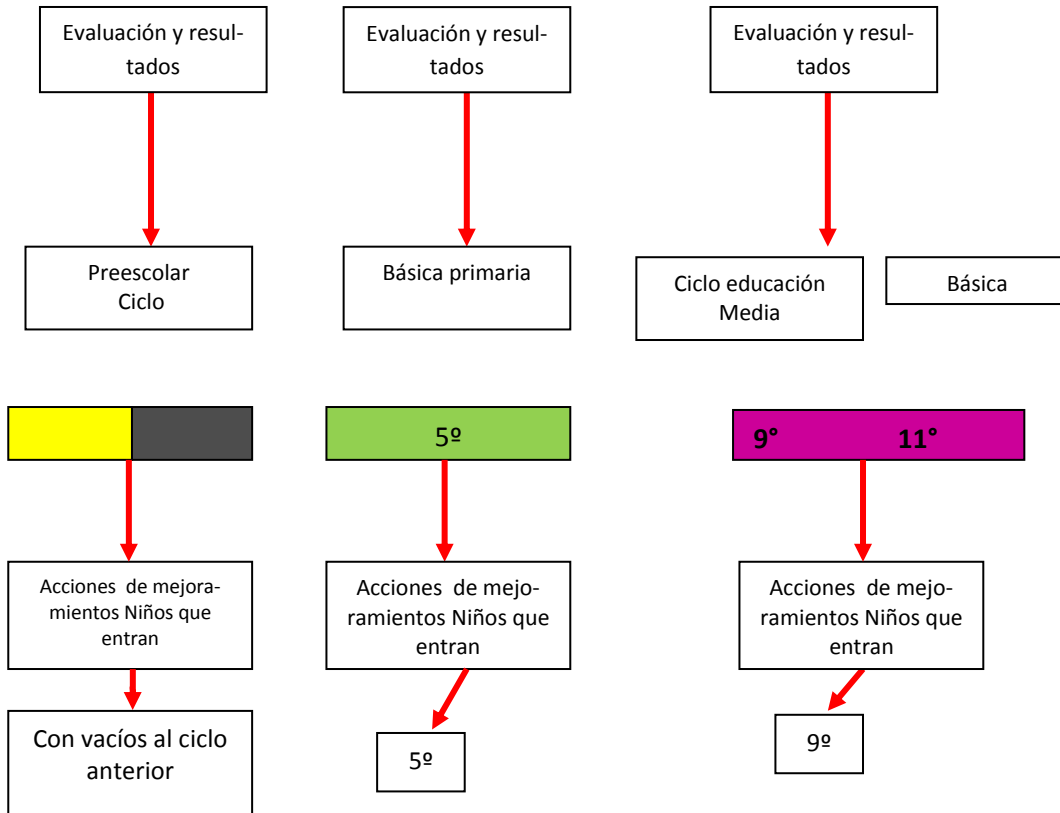 Evaluación y resul-
tados
Evaluación y resul-
tados
Evaluación y resul-
tados
Preescolar
Ciclo
Básica primaria
Ciclo educación
Media
Básica
5º
9° 11°
Acciones de mejora-
mientos Niños que
entran
Acciones de mejo-
ramientos Niños que
entran
Acciones de mejo-
ramientos Niños que
entran
Con vacíos al ciclo
anterior
5º
9º